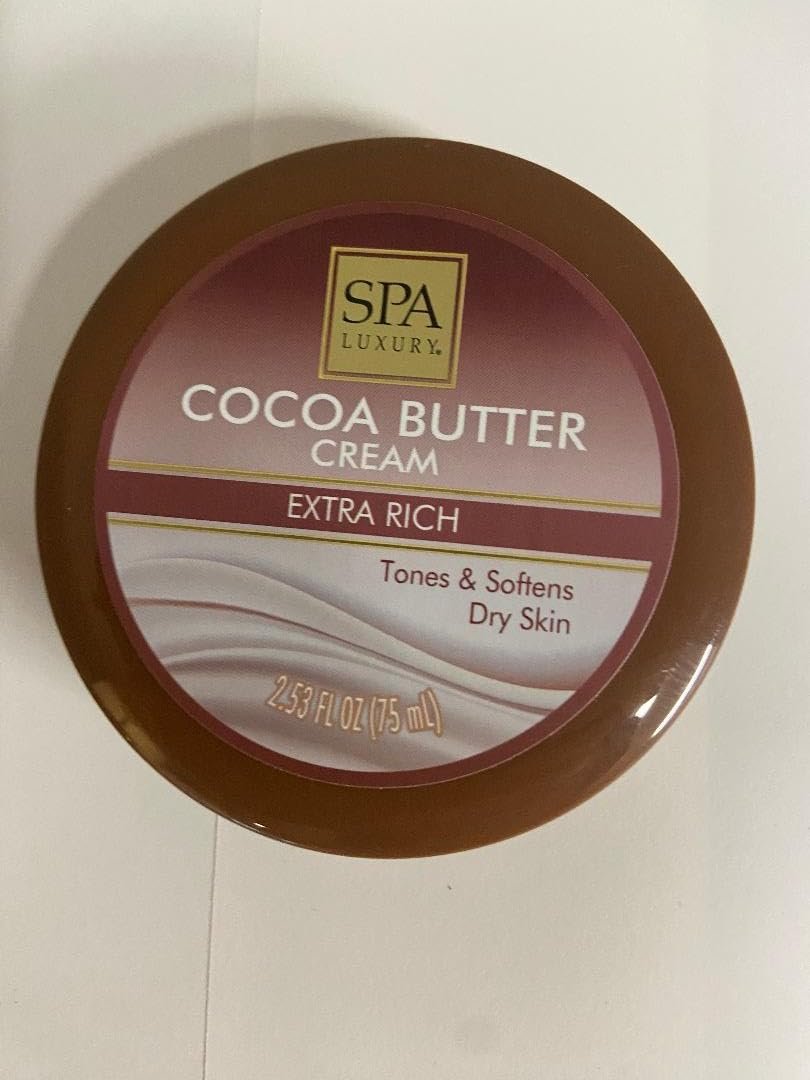 SPA
LUXURY®
COCOA BUTTER
CREAM
EXTRA RICH
Tones & Softens
Dry Skin
2.53 FL OZ (75 mL)